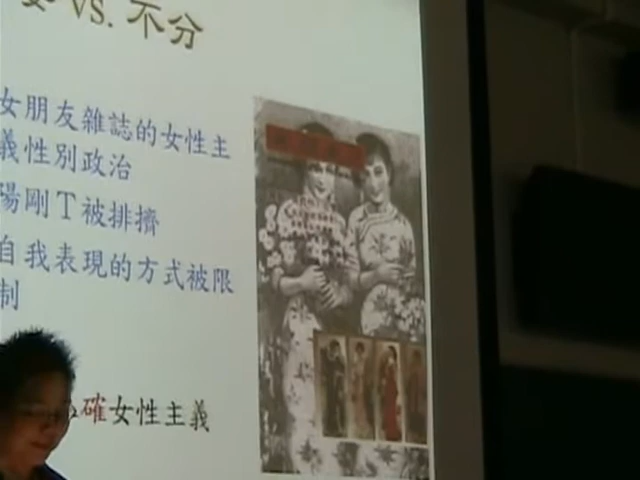 vs. 不分
女朋友雜誌的女性主
義性別政治
陽剛T被排擠
自我表現的方式被限
制
確女性主義